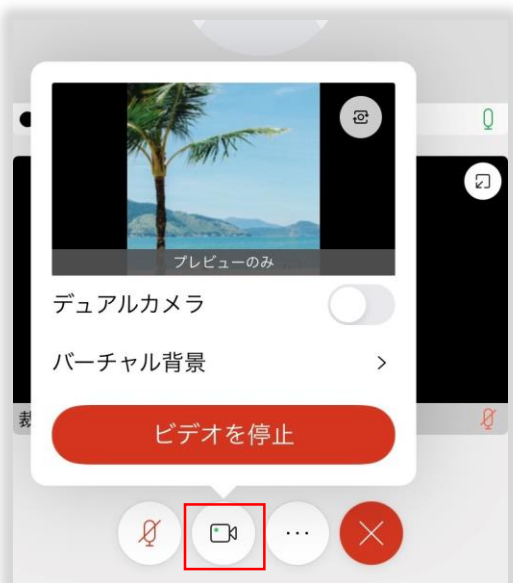 プレビューのみ
デュアルカメラ
バーチャル背景
裁
ビデオを停止